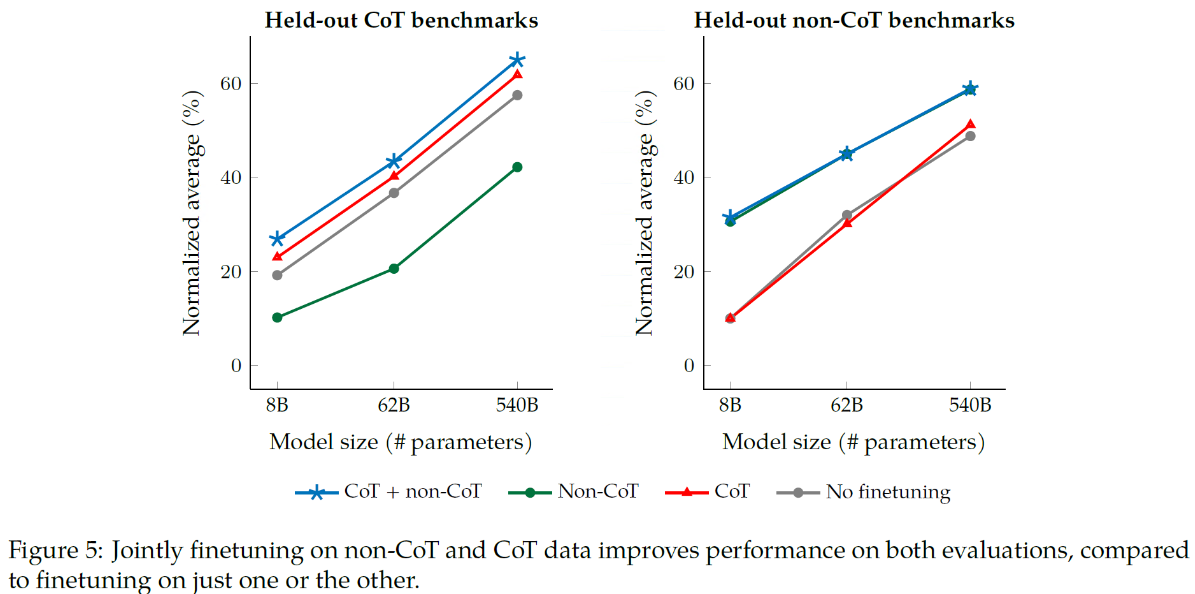 Held-out CoT benchmarks
Normalized average (%)
60
40
20
0
8B
62B
540B
Model size (# parameters)
Held-out non-CoT benchmarks
Normalized average (%)
60
40
20
0
8B
62B
540B
Model size (# parameters)
CoT + non-CoT
Non-CoT
CoT
No finetuning
Figure 5: Jointly finetuning on non-CoT and CoT data improves performance on both evaluations, compared
to finetuning on just one or the other.